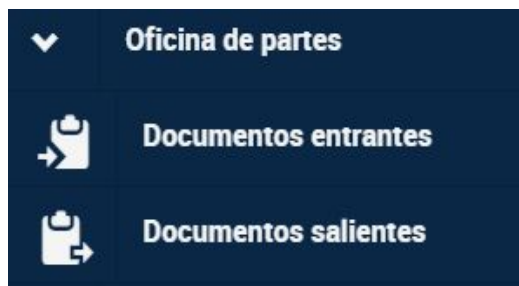 Oficina de partes
Documentos entrantes
Documentos salientes